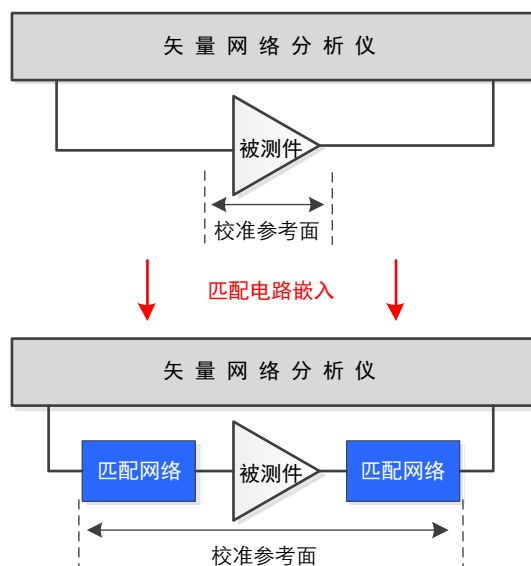 矢量网络分析仪
被测件
校准参考面
匹配电路嵌入
矢量网络分析仪
匹配网络
被测件
匹配网络
校准参考面